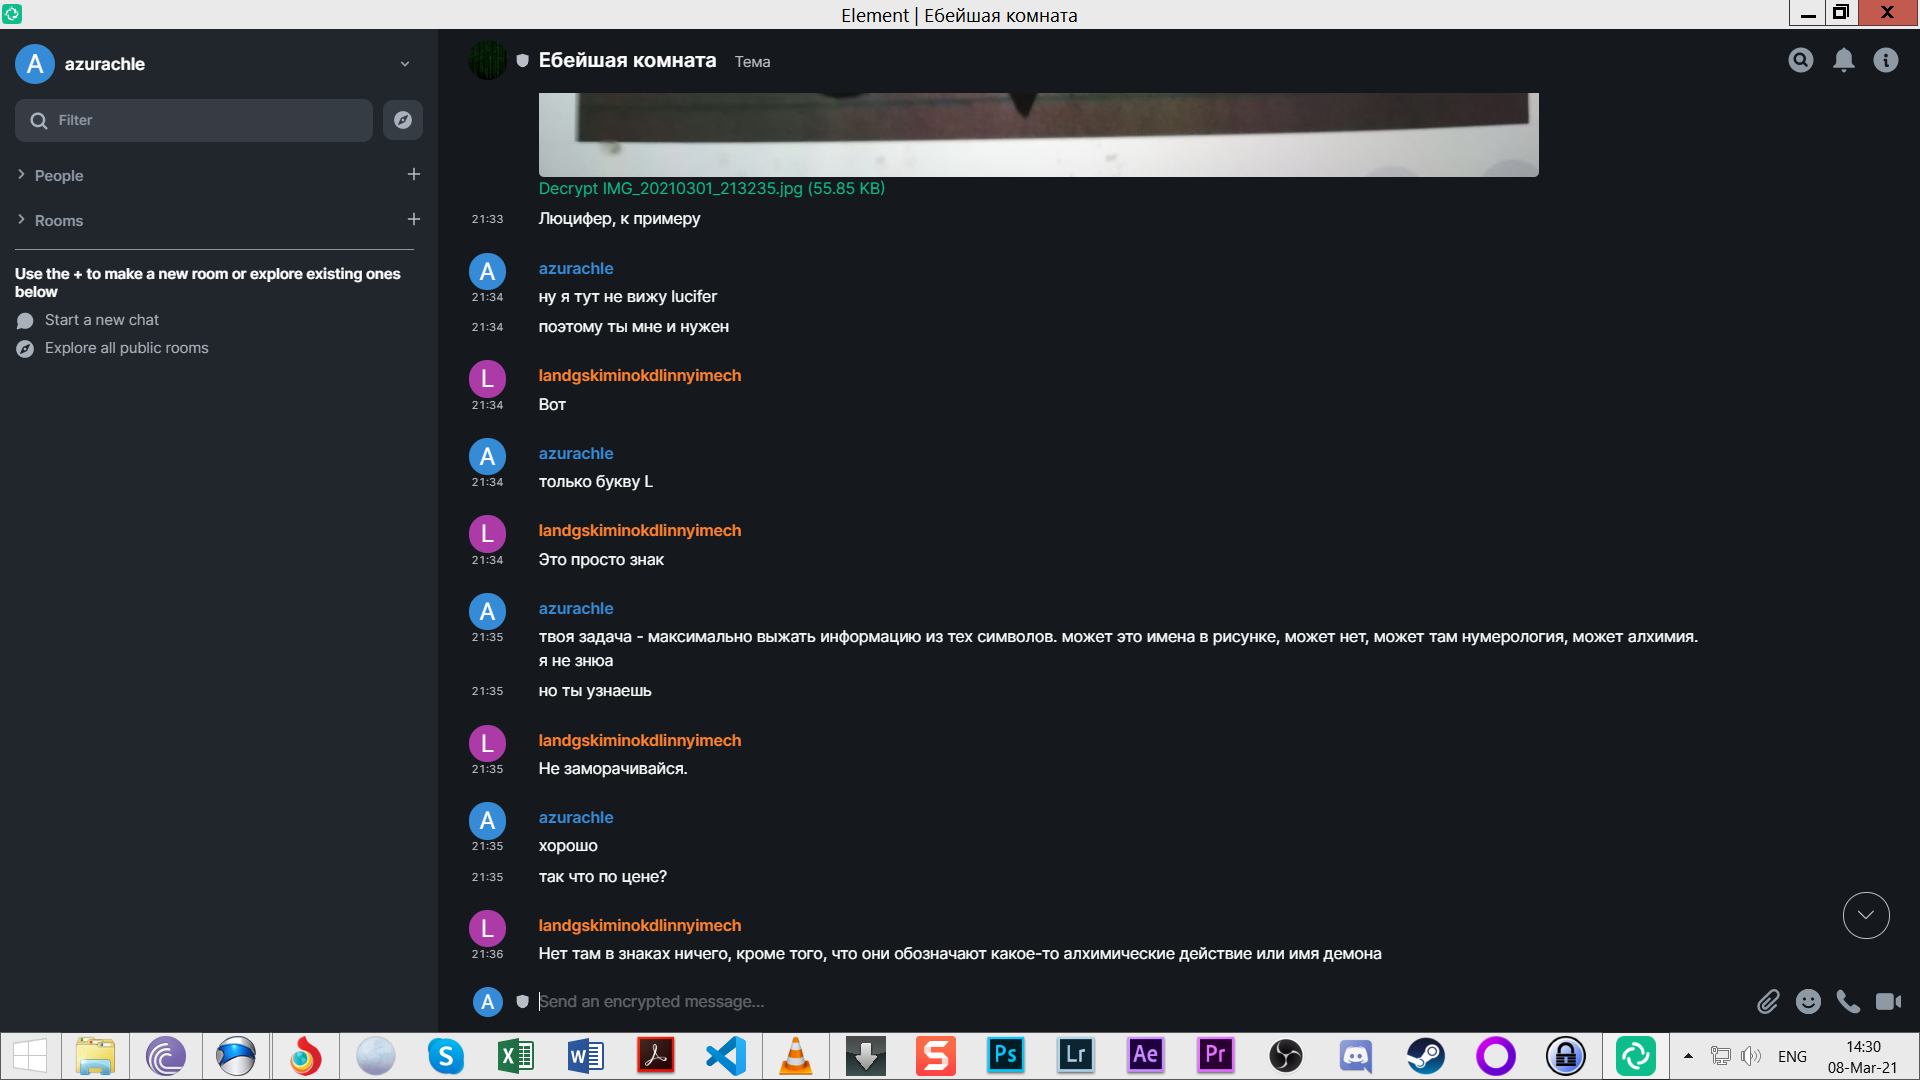 Element | Ебейшая комната
A
azurachle
Filter
People
Rooms
Use the + to make a new room or explore existing ones
below
Start a new chat
Explore all public rooms
Ебейшая комната Тема
Decrypt IMG_20210301_213235.jpg (55.85 KB)
21:33 Люцифер, к примеру
A azurachle
21:34 ну я тут не вижу lucifer
21:34 поэтому ты мне и нужен
L landgskiminokdlinnyimech
21:34 Вот
A azurachle
21:34 только букву L
L landgskiminokdlinnyimech
21:34 Это просто знак
A azurachle
21:35 твоя задача - максимально выжать информацию из тех символов. может это имена в рисунке, может нет, может там нумерология, может алхимия.
я не знюа
21:35 но ты узнаешь
L landgskiminokdlinnyimech
21:35 Не заморачивайся.
A azurachle
21:35 хорошо
21:35 так что по цене?
L landgskiminokdlinnyimech
21:36 Нет там в знаках ничего, кроме того, что они обозначают какое-то алхимические действие или имя демона
A Send an encrypted message...
S X W S Ps Lr Ae Pr ENG 14:30
08-Mar-21